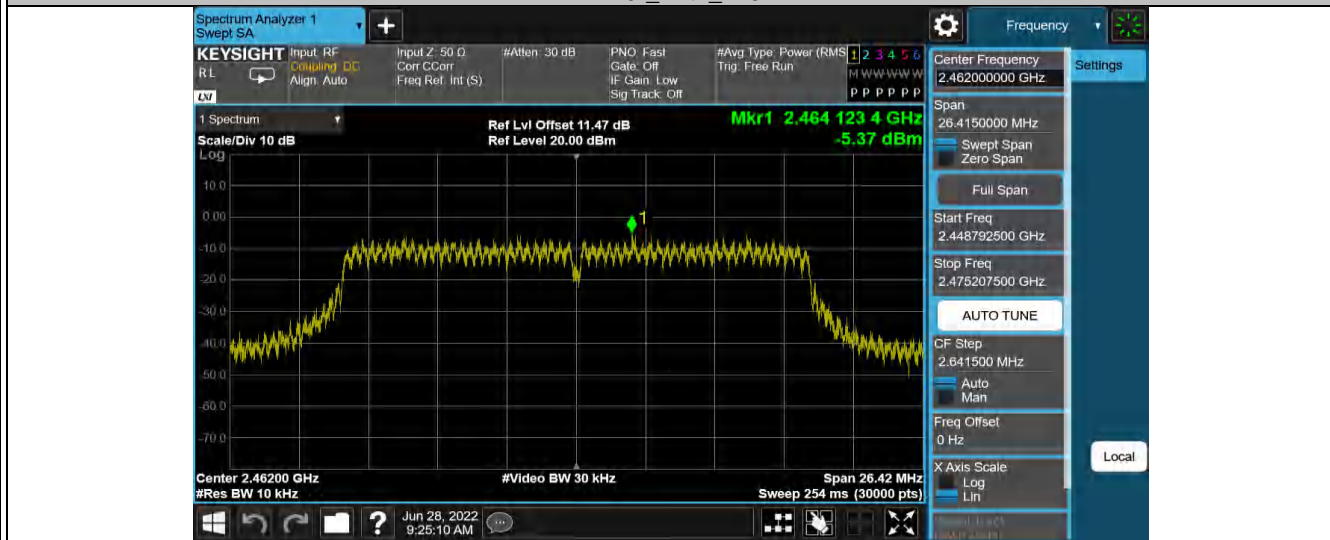 Spectrum Analyzer 1
Swept SA
Frequency
KEYSIGHT
RL
LXI
Input: RF
Coupling: DC
Align: Auto
Input Z: 50 Ω
Corr CCorr
Freq Ref: Int (S)
#Atten: 30 dB
PNO: Fast
Gate: Off
IF Gain: Low
Sig Track: Off
#Avg Type: Power (RMS
Trig: Free Run
1 2 3 4 5 6
M W W W W W
P P P P P P
1 Spectrum
Scale/Div 10 dB
Log
Ref Lvl Offset 11.47 dB
Ref Level 20.00 dBm
Mkr1 2.464 123 4 GHz
-5.37 dBm
10.0
0.00
-10.0
-20.0
-30.0
-40.0
-50.0
-60.0
-70.0
1
Center 2.46200 GHz
#Res BW 10 kHz
#Video BW 30 kHz
Span 26.42 MHz
Sweep 254 ms (30000 pts)
Jun 28, 2022
9:25:10 AM
Center Frequency
2.462000000 GHz
Span
26.4150000 MHz
Swept Span
Zero Span
Full Span
Start Freq
2.448792500 GHz
Stop Freq
2.475207500 GHz
AUTO TUNE
CF Step
2.641500 MHz
Auto
Man
Freq Offset
0 Hz
X Axis Scale
Log
Lin
Settings
Local